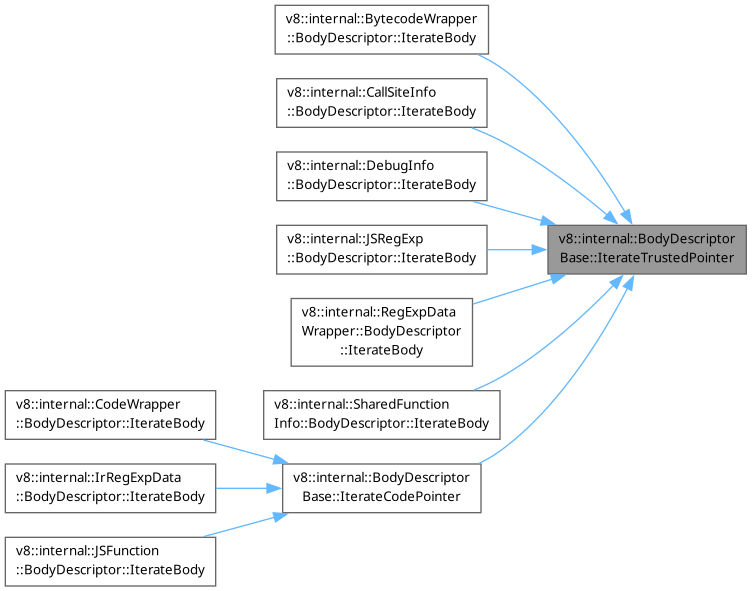 v8::internal::BytecodeWrapper
::BodyDescriptor::IterateBody
v8::internal::CallSiteInfo
::BodyDescriptor::IterateBody
v8::internal::DebugInfo
::BodyDescriptor::IterateBody
v8::internal::JSRegExp
::BodyDescriptor::IterateBody
v8::internal::BodyDescriptor
Base::IterateTrustedPointer
v8::internal::RegExpData
Wrapper::BodyDescriptor
::IterateBody
v8::internal::SharedFunction
Info::BodyDescriptor::IterateBody
v8::internal::CodeWrapper
::BodyDescriptor::IterateBody
v8::internal::IrRegExpData
::BodyDescriptor::IterateBody
v8::internal::BodyDescriptor
Base::IterateCodePointer
v8::internal::JSFunction
::BodyDescriptor::IterateBody